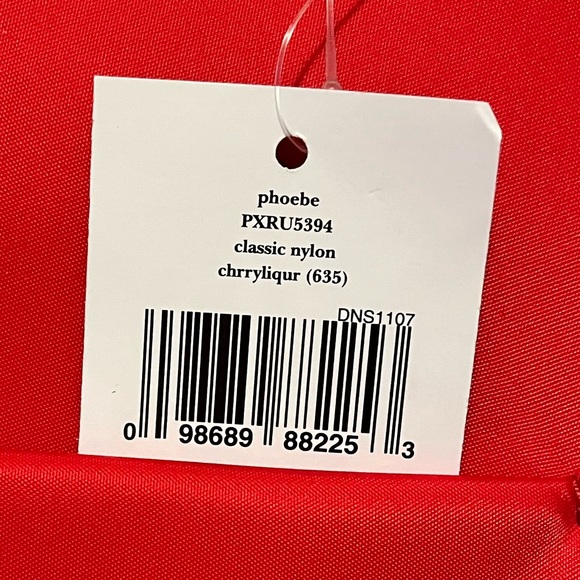 phoebe
PXRU5394
classic nylon
chrryliqur (635)
DNS1107
0 98689 88225 3